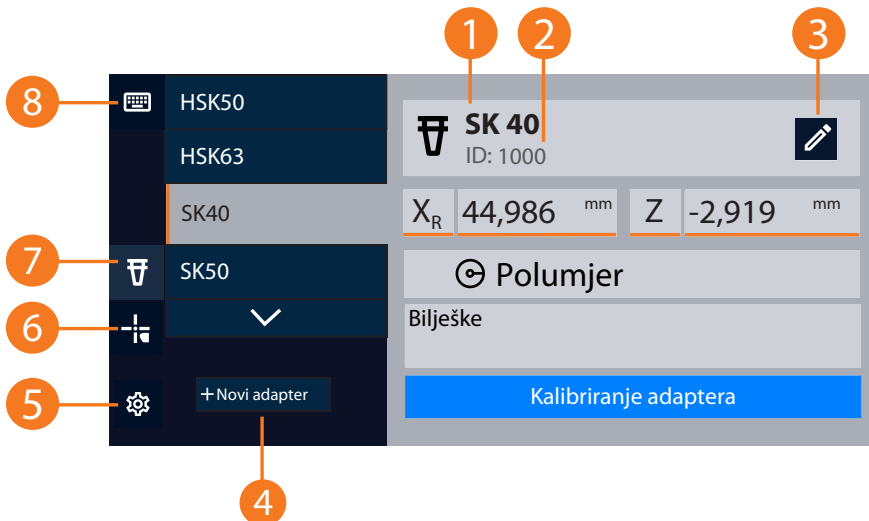 1
2
3
8
HSK50
HSK63
SK40
SK50
7
6
5
+Novi adapter
4
SK 40
ID: 1000
XR 44,986 mm Z -2,919 mm
Polumjer
Bilješke
Kalibriranje adaptera